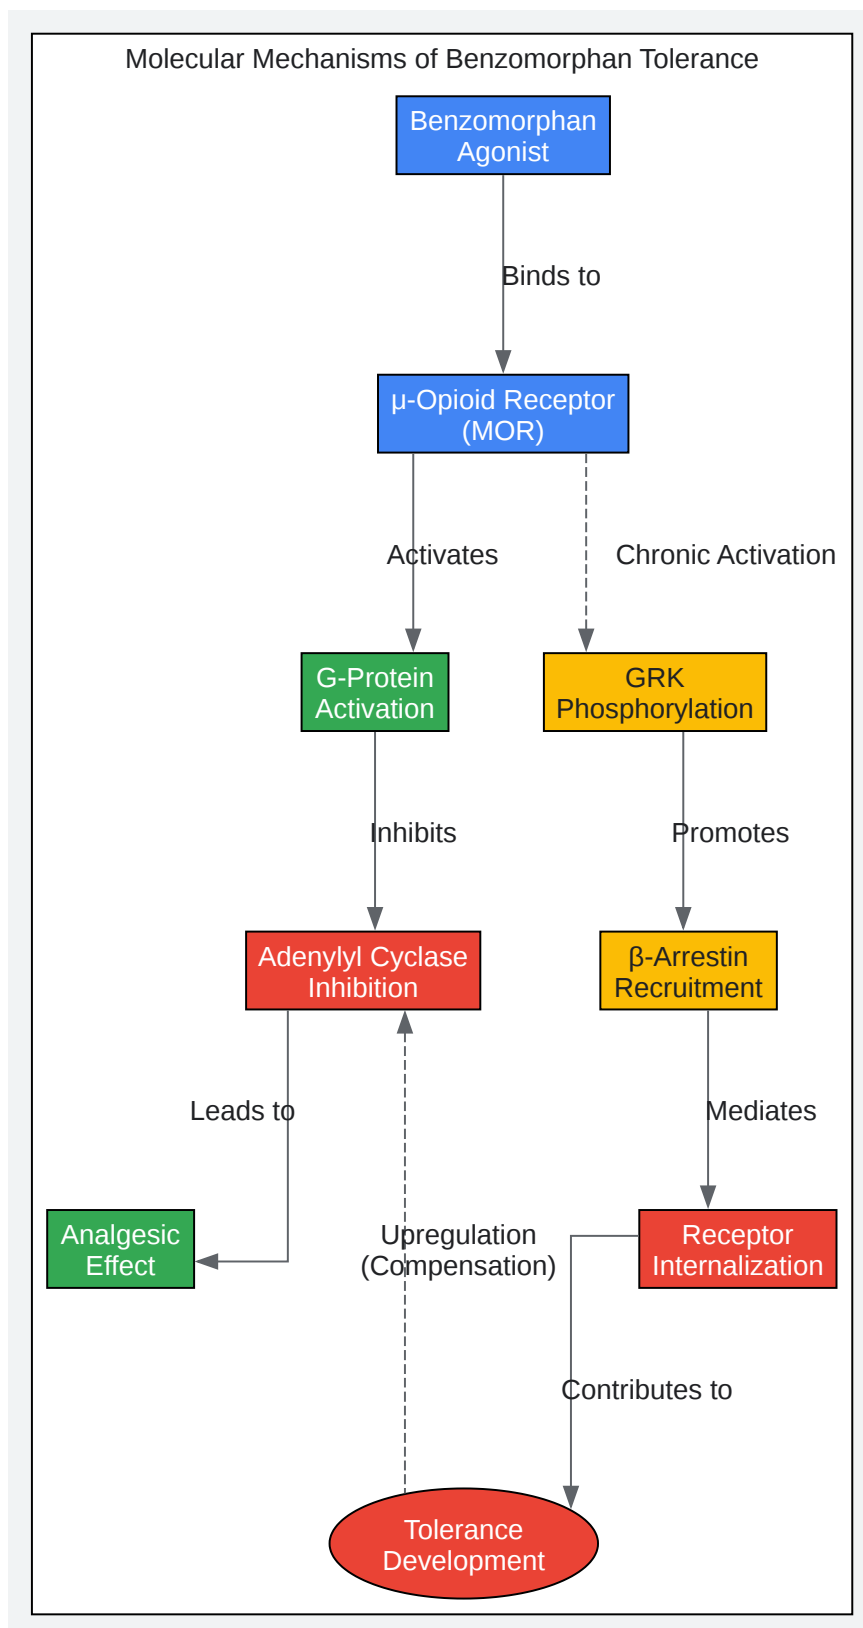 Molecular Mechanisms of Benzomorphan Tolerance
Benzomorphan
Agonist
Binds to
μ-Opioid Receptor
(MOR)
Activates
Chronic Activation
G-Protein
Activation
GRK
Phosphorylation
Inhibits
Promotes
Adenylyl Cyclase
Inhibition
β-Arrestin
Recruitment
Leads to
Mediates
Analgesic
Effect
Upregulation
(Compensation)
Receptor
Internalization
Contributes to
Tolerance
Development